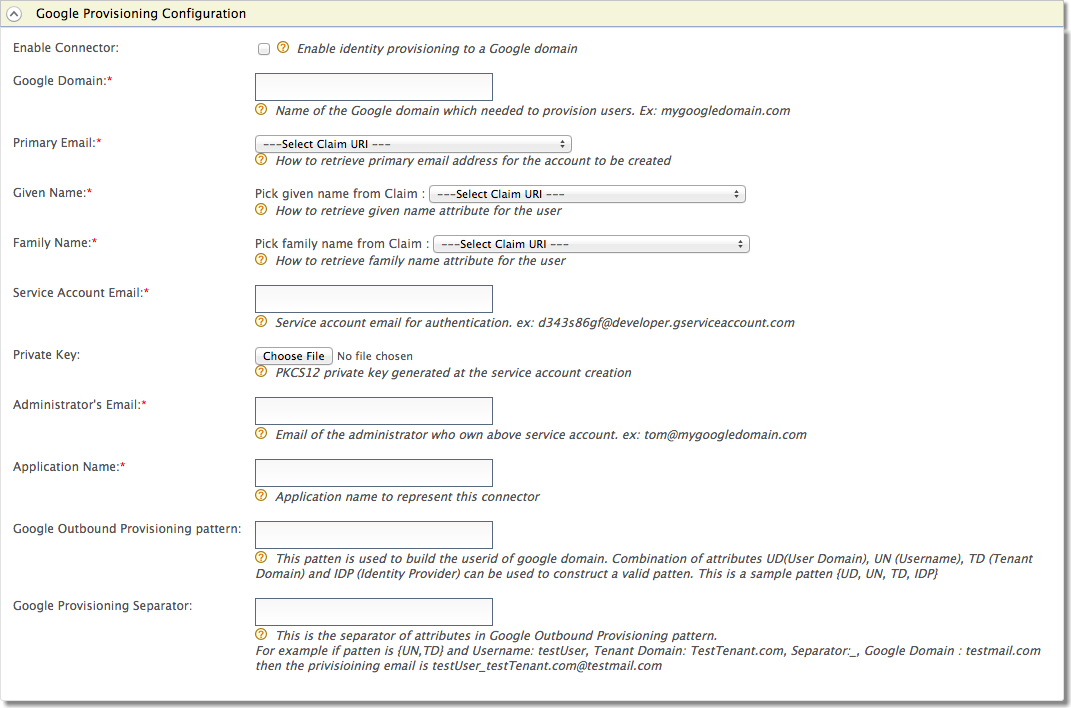 Google Provisioning Configuration
Enable Connector:
? Enable identity provisioning to a Google domain
Google Domain:*
? Name of the Google domain which needed to provision users. Ex: mygoogledomain.com
Primary Email:*
---Select Claim URI ---
? How to retrieve primary email address for the account to be created
Given Name:*
Pick given name from Claim : ---Select Claim URI ---
? How to retrieve given name attribute for the user
Family Name:*
Pick family name from Claim : ---Select Claim URI ---
? How to retrieve family name attribute for the user
Service Account Email:*
? Service account email for authentication. ex: d343s86gf@developer.gserviceaccount.com
Private Key:
Choose File No file chosen
? PKCS12 private key generated at the service account creation
Administrator's Email:*
? Email of the administrator who own above service account. ex: tom@mygoogledomain.com
Application Name:*
? Application name to represent this connector
Google Outbound Provisioning pattern:
? This patten is used to build the userid of google domain. Combination of attributes UD(User Domain), UN (Username), TD (Tenant
Domain) and IDP (Identity Provider) can be used to construct a valid patten. This is a sample patten {UD, UN, TD, IDP}
Google Provisioning Separator:
? This is the separator of attributes in Google Outbound Provisioning pattern.
For example if patten is {UN,TD} and Username: testUser, Tenant Domain: TestTenant.com, Separator:_, Google Domain : testmail.com
then the privisioining email is testUser_testTenant.com@testmail.com